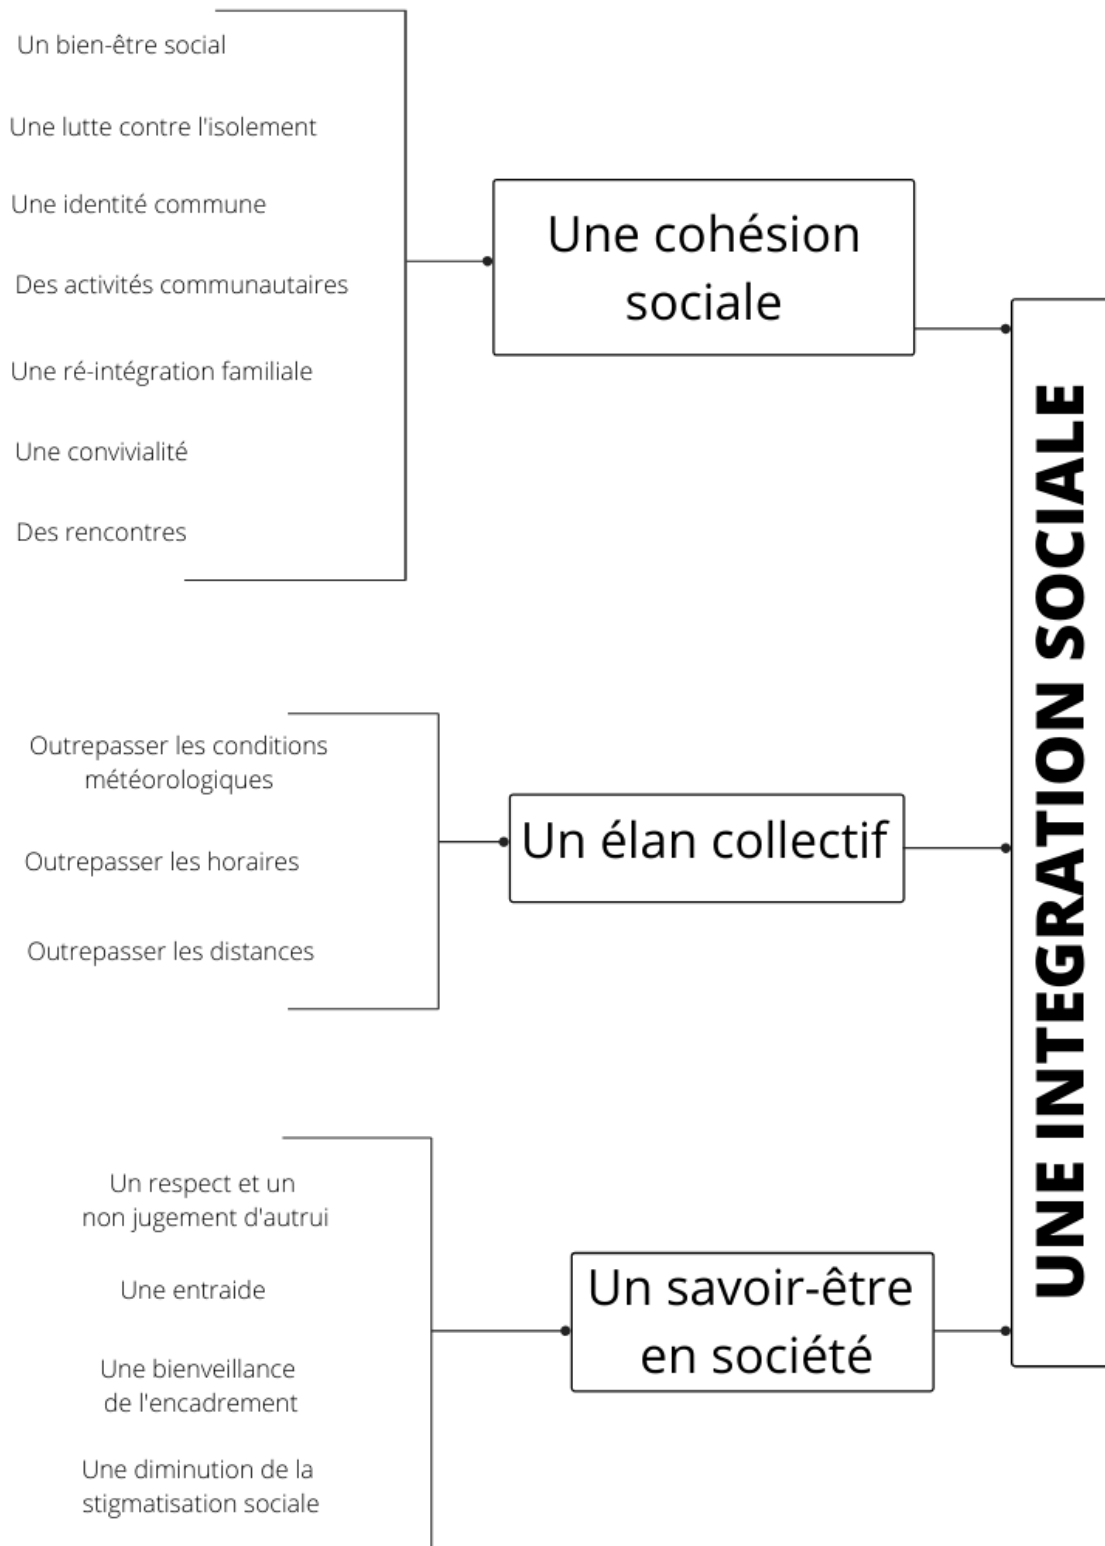 Un bien-être social
Une lutte contre l'isolement
Une identité commune
Des activités communautaires
Une ré-intégration familiale
Une convivialité
Des rencontres
Une cohésion
sociale
Outrepasser les conditions
météorologiques
Outrepasser les horaires
Outrepasser les distances
Un élan collectif
Un respect et un
non jugement d'autrui
Une entraide
Une bienveillance
de l'encadrement
Une diminution de la
stigmatisation sociale
Un savoir-être
en société
UNE INTEGRATION SOCIALE